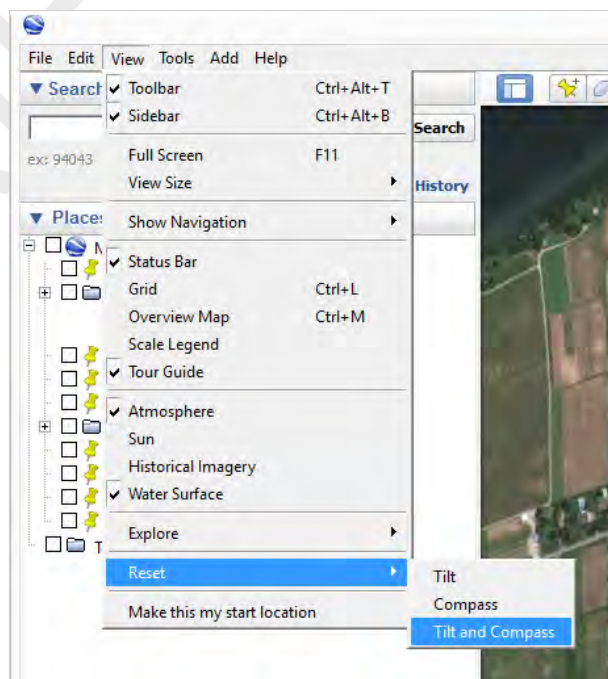 File Edit View Tools Add Help
Search
Toolbar Ctrl+Alt+T
Sidebar Ctrl+Alt+B
Search
ex: 94043
Full Screen F11
View Size
History
Places
Show Navigation
Status Bar
Grid Ctrl+L
Overview Map Ctrl+M
Scale Legend
Tour Guide
Atmosphere
Sun
Historical Imagery
Water Surface
Explore
Reset
Tilt
Compass
Make this my start location
Tilt and Compass